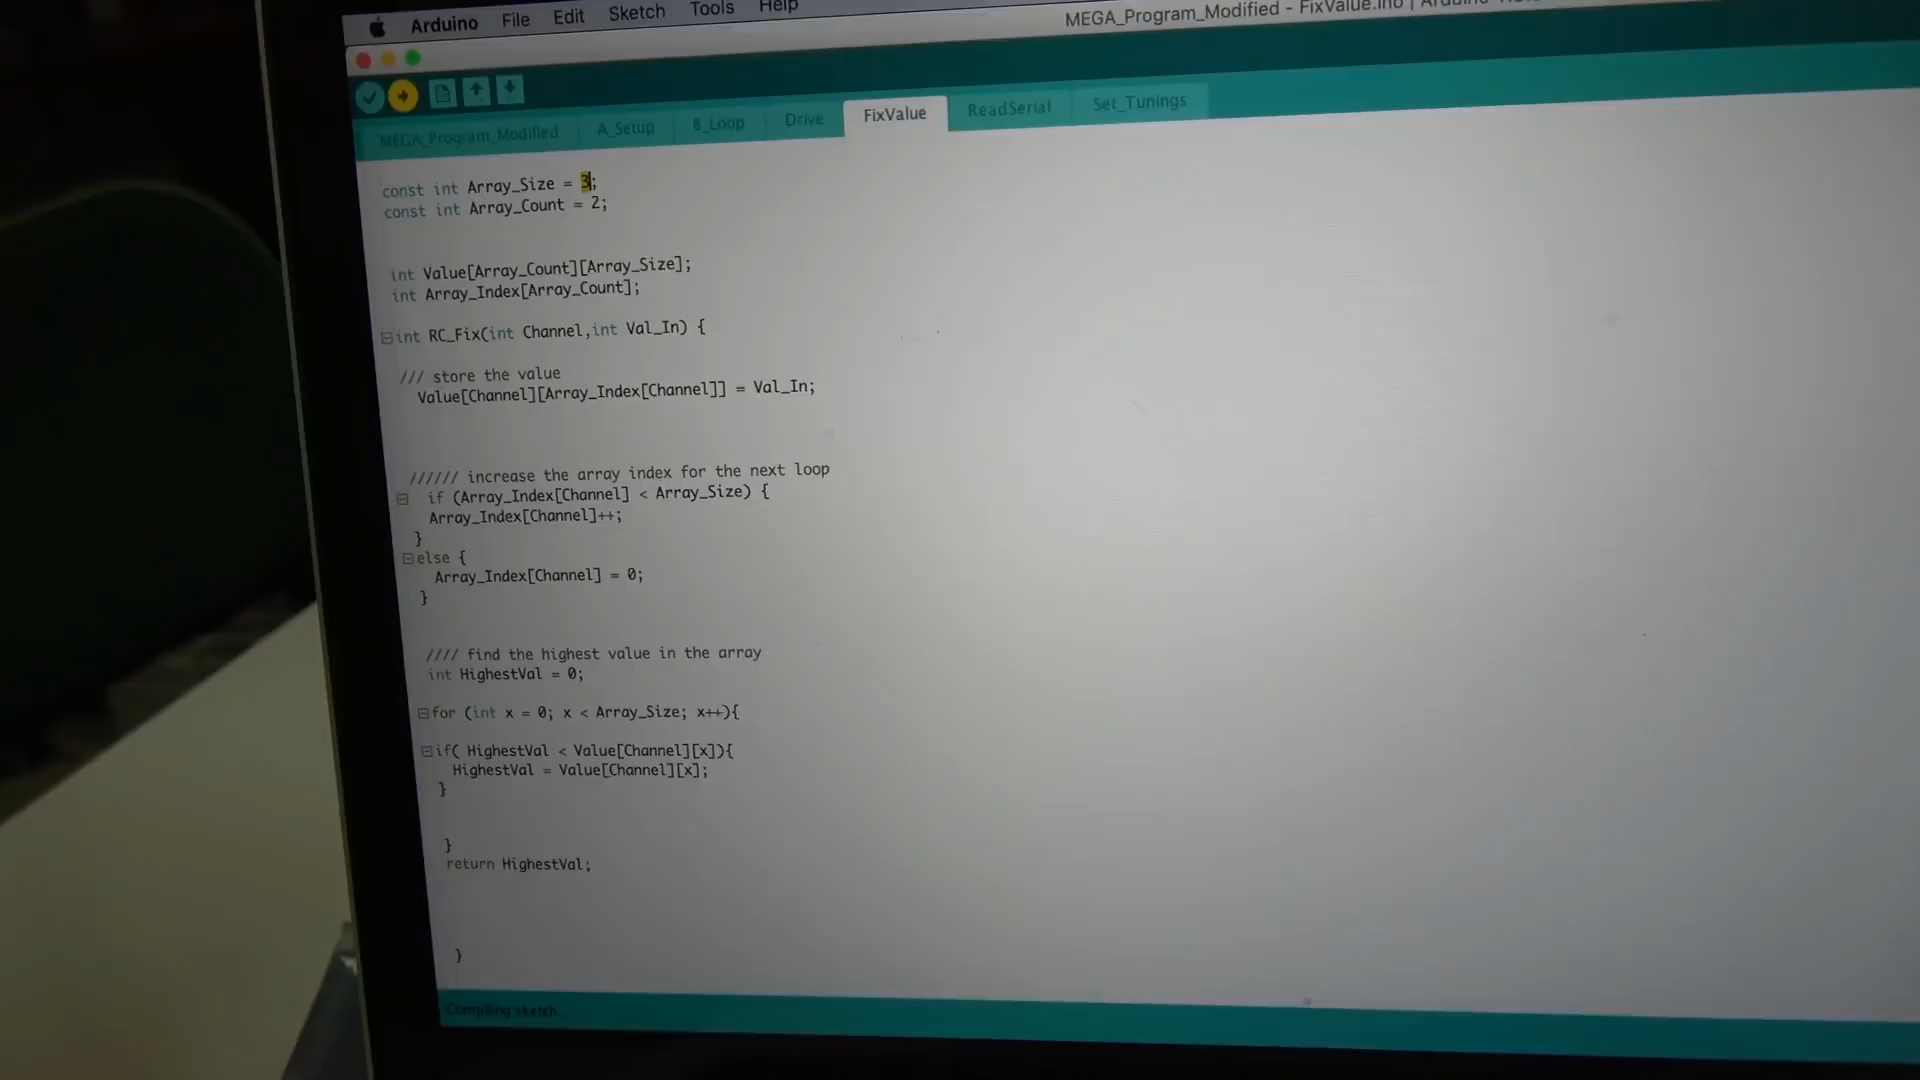 Arduino File Edit Sketch Tools Help
MEGA_Program_Modified - FixValue.ino |
MEGA_Program_Modified A_Setup B_Loop Drive FixValue ReadSerial Set_Tunings
const int Array_Size = 3;
const int Array_Count = 2;
int Value[Array_Count][Array_Size];
int Array_Index[Array_Count];
int RC_Fix(int Channel,int Val_In) {
/// store the value
Value[Channel][Array_Index[Channel]] = Val_In;
////// increase the array index for the next loop
if (Array_Index[Channel] < Array_Size) {
Array_Index[Channel]++;
}
else {
Array_Index[Channel] = 0;
}
//// find the highest value in the array
int HighestVal = 0;
for (int x = 0; x < Array_Size; x++){
if( HighestVal < Value[Channel][x]){
HighestVal = Value[Channel][x];
}
}
return HighestVal;
}
Compiling sketch...